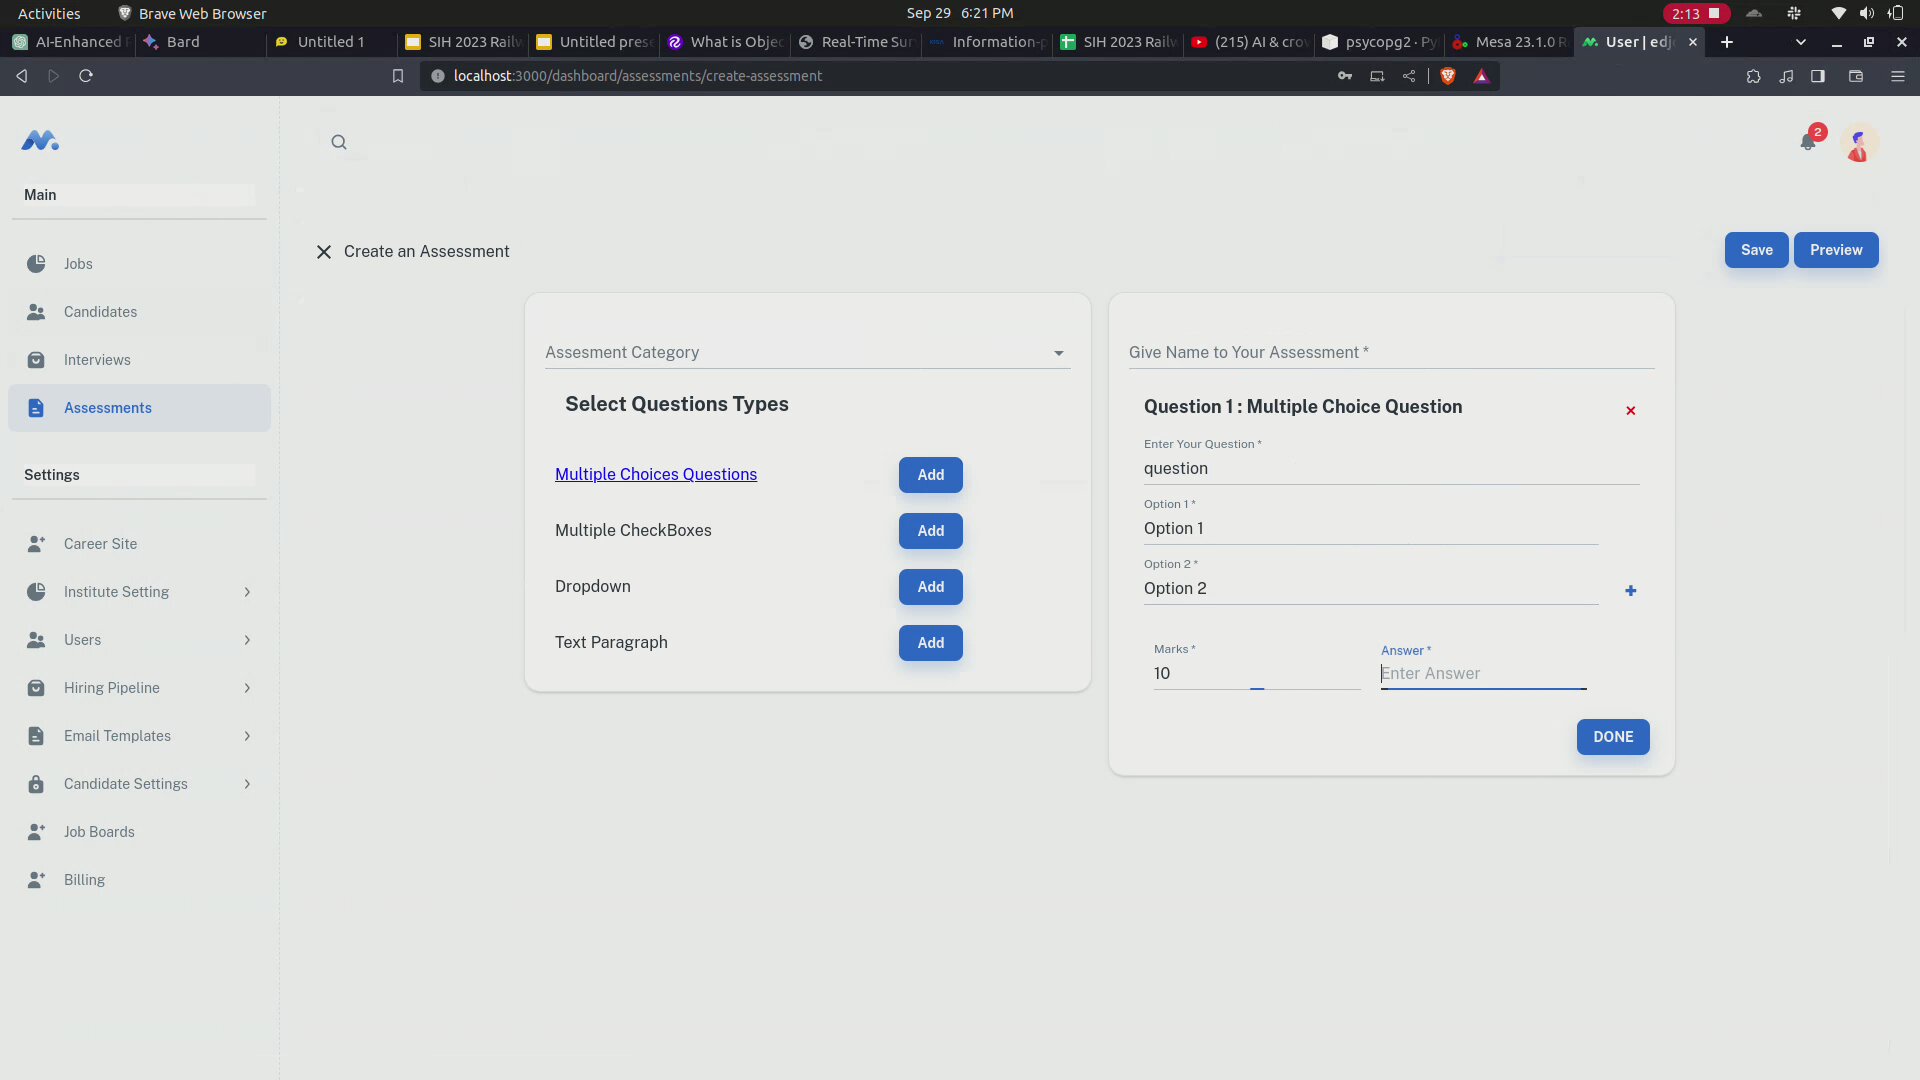 Activities
Brave Web Browser
Sep 29 6:21 PM
2:13
AI-Enhanced
Bard
Untitled 1
SIH 2023 Railw
Untitled prese
What is Objec
Real-Time Sur
Information-p
SIH 2023 Railw
(215) AI & crow
psycopg2 · Py
Mesa 23.1.0 R
User | edj
localhost:3000/dashboard/assessments/create-assessment
2
Main
Jobs
Candidates
Interviews
Assessments
Settings
Career Site
Institute Setting
Users
Hiring Pipeline
Email Templates
Candidate Settings
Job Boards
Billing
Create an Assessment
Save
Preview
Assesment Category
Select Questions Types
Multiple Choices Questions
Add
Multiple CheckBoxes
Add
Dropdown
Add
Text Paragraph
Add
Give Name to Your Assessment *
Question 1 : Multiple Choice Question
Enter Your Question *
question
Option 1 *
Option 1
Option 2 *
Option 2
Marks *
10
Answer *
Enter Answer
DONE